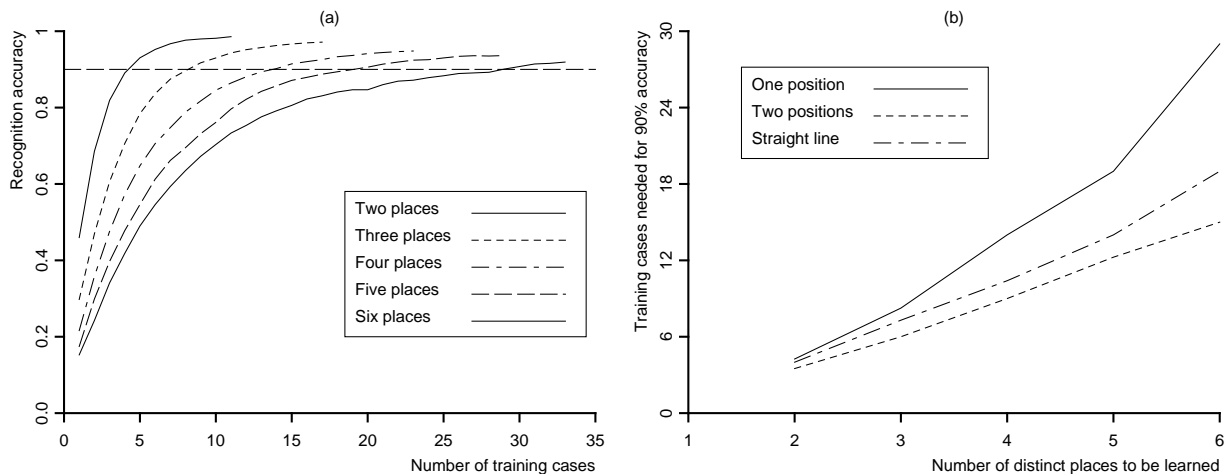 (a)
Recognition accuracy
1
0.8
0.6
0.4
0.2
0.0
0 5 10 15 20 25 30 35
Number of training cases
Two places
Three places
Four places
Five places
Six places
(b)
Training cases needed for 90% accuracy
30
24
18
12
6
0
1 2 3 4 5 6
Number of distinct places to be learned
One position
Two positions
Straight line